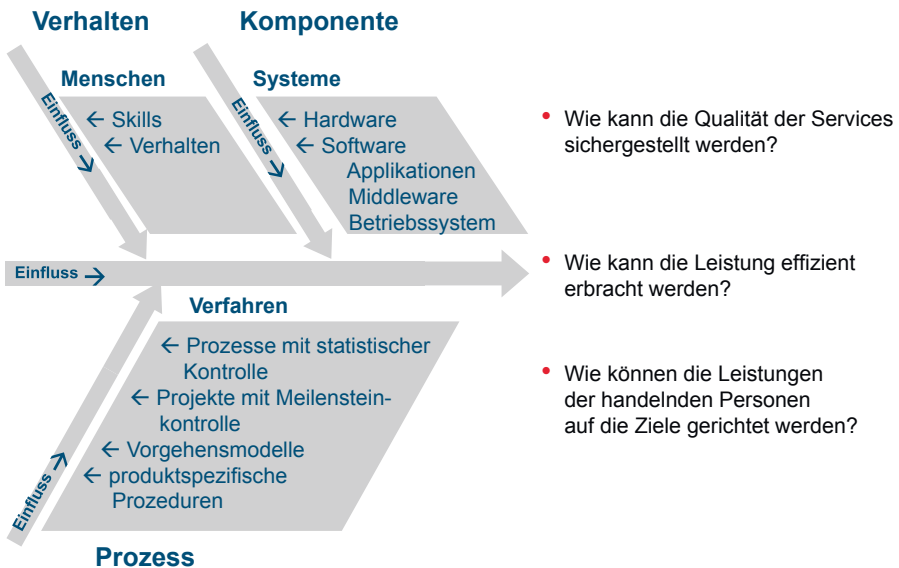 Verhalten
Komponente
Menschen
Systeme
Einfluss →
← Skills
← Verhalten
Einfluss →
← Hardware
← Software
Applikationen
Middleware
Betriebssystem
• Wie kann die Qualität der Services
sichergestellt werden?
Einfluss →
• Wie kann die Leistung effizient
erbracht werden?
Verfahren
← Prozesse mit statistischer
Kontrolle
← Projekte mit Meilenstein-
kontrolle
← Vorgehensmodelle
← produktspezifische
Prozeduren
Einfluss →
• Wie können die Leistungen
der handelnden Personen
auf die Ziele gerichtet werden?
Prozess